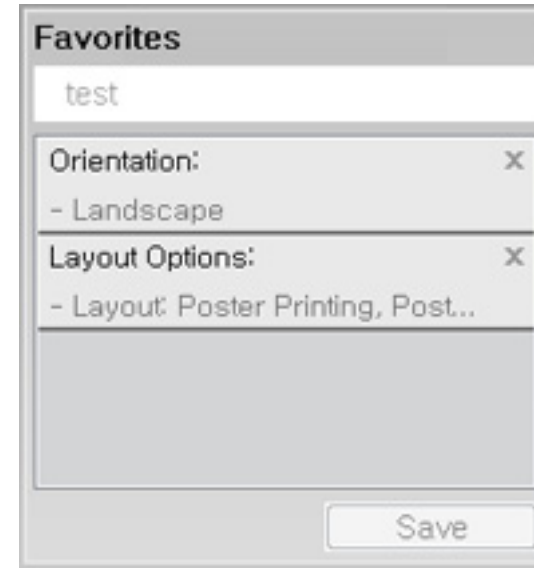 Favorites
test
Orientation: x
- Landscape
Layout Options: x
- Layout: Poster Printing, Post...
Save